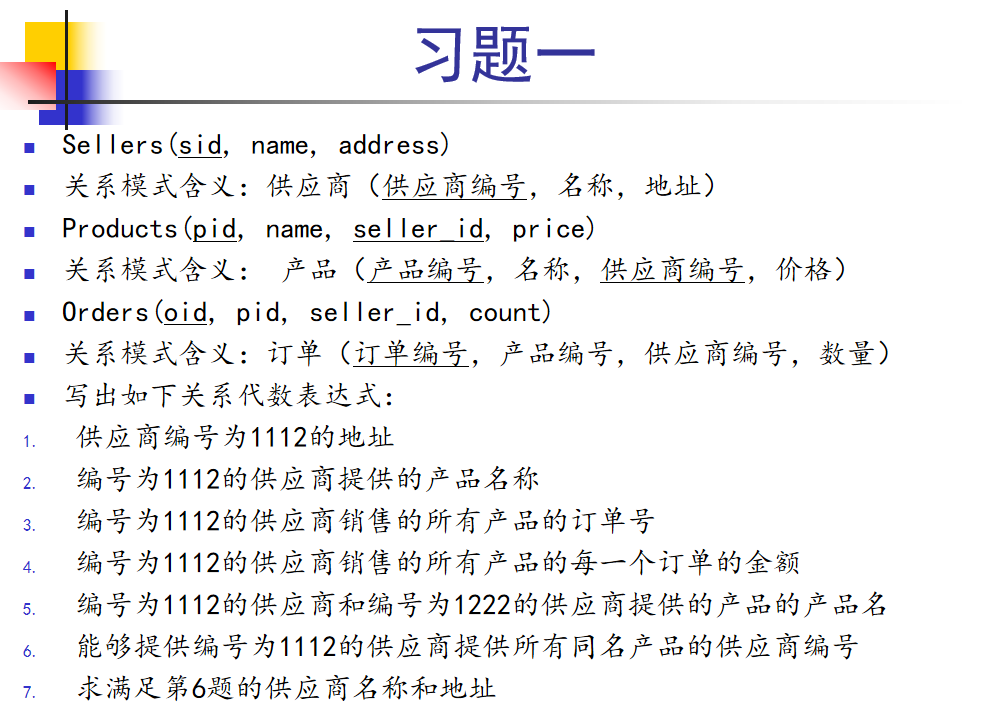 习题一
Sellers(sid, name, address)
关系模式含义：供应商（供应商编号，名称，地址）
Products(pid, name, seller_id, price)
关系模式含义： 产品（产品编号，名称，供应商编号，价格）
Orders(oid, pid, seller_id, count)
关系模式含义：订单（订单编号，产品编号，供应商编号，数量）
写出如下关系代数表达式：
1. 供应商编号为1112的地址
2. 编号为1112的供应商提供的产品名称
3. 编号为1112的供应商销售的所有产品的订单号
4. 编号为1112的供应商销售的所有产品的每一个订单的金额
5. 编号为1112的供应商和编号为1222的供应商提供的产品的产品名
6. 能够提供编号为1112的供应商提供所有同名产品的供应商编号
7. 求满足第6题的供应商名称和地址